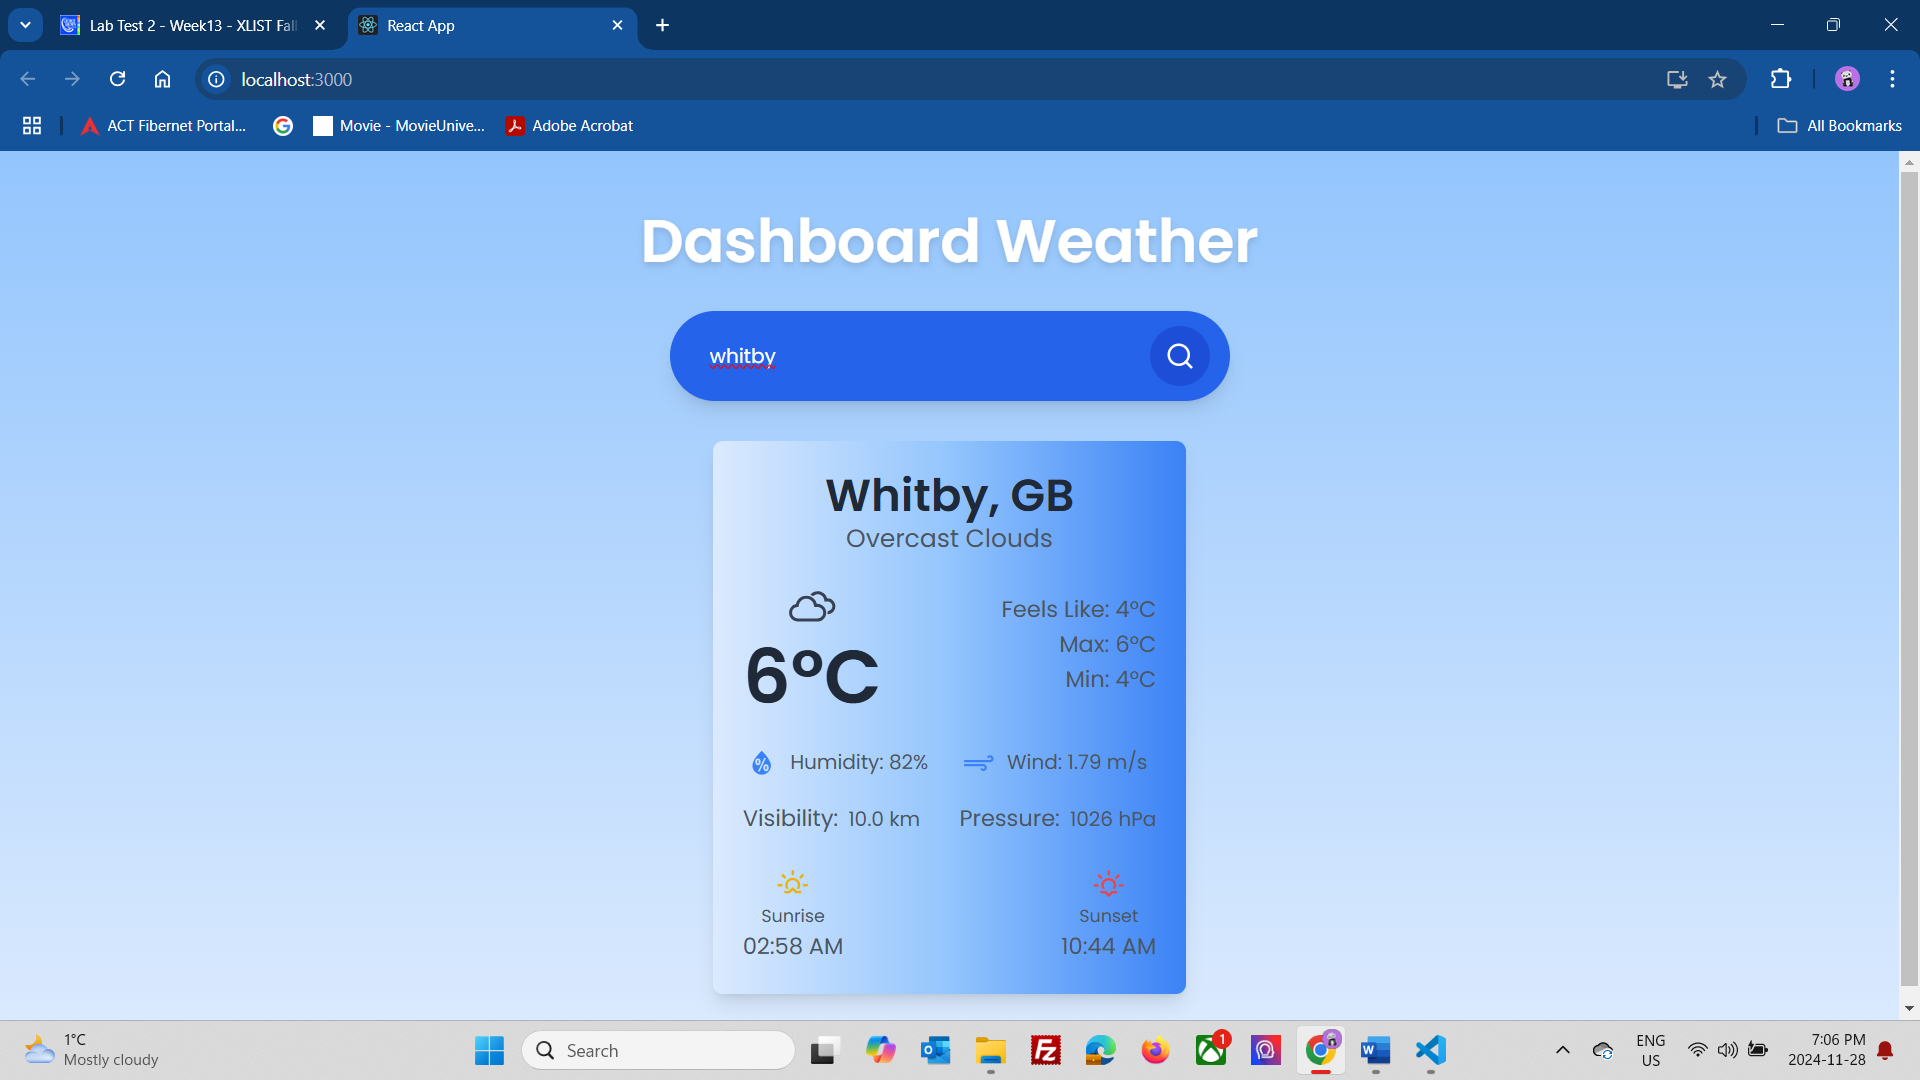 Lab Test 2 - Week13 - XLIST Fall
React App
localhost:3000
ACT Fibernet Portal...
Movie - MovieUnive...
Adobe Acrobat
All Bookmarks
Dashboard Weather
whitby
Whitby, GB
Overcast Clouds
6°C
Feels Like: 4°C
Max: 6°C
Min: 4°C
Humidity: 82%
Wind: 1.79 m/s
Visibility: 10.0 km
Pressure: 1026 hPa
Sunrise
02:58 AM
Sunset
10:44 AM
1°C
Mostly cloudy
Search
1
ENG
US
7:06 PM
2024-11-28